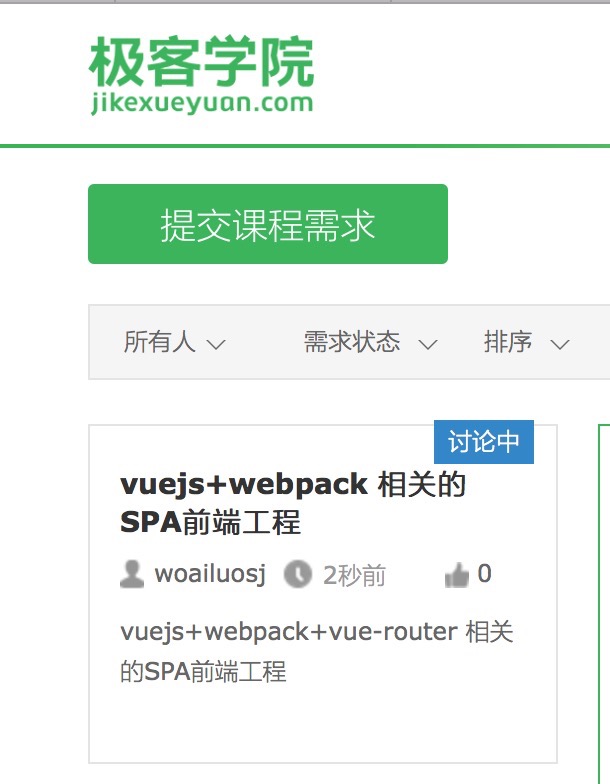 极客学院
jikexueyuan.com
提交课程需求
所有人 需求状态 排序
讨论中
vuejs+webpack 相关的
SPA前端工程
woailuosj 2秒前 0
vuejs+webpack+vue-router 相关
的SPA前端工程